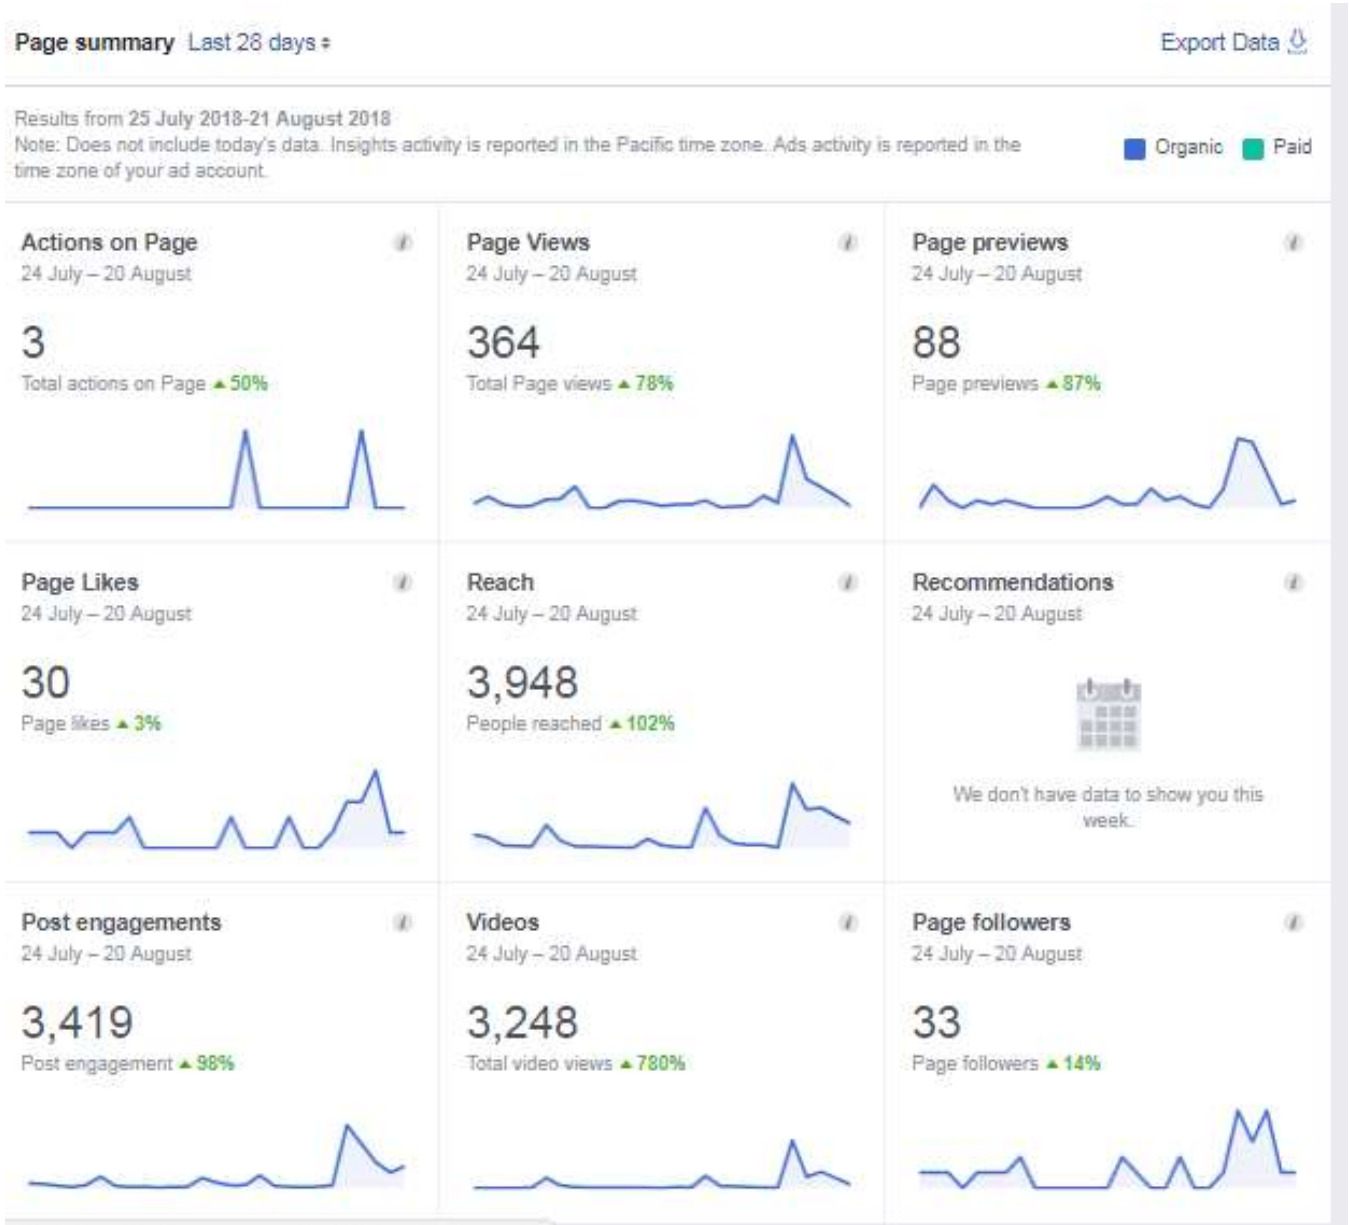 Page summary Last 28 days
Export Data
Results from 25 July 2018-21 August 2018
Note: Does not include today's data. Insights activity is reported in the Pacific time zone. Ads activity is reported in the
time zone of your ad account.
Organic Paid
Actions on Page
24 July – 20 August
3
Total actions on Page ▲ 50%
Page Views
24 July – 20 August
364
Total Page views ▲ 78%
Page previews
24 July – 20 August
88
Page previews ▲ 87%
Page Likes
24 July – 20 August
30
Page likes ▲ 3%
Reach
24 July – 20 August
3,948
People reached ▲ 102%
Recommendations
24 July – 20 August
We don't have data to show you this
week.
Post engagements
24 July – 20 August
3,419
Post engagement ▲ 98%
Videos
24 July – 20 August
3,248
Total video views ▲ 780%
Page followers
24 July – 20 August
33
Page followers ▲ 14%